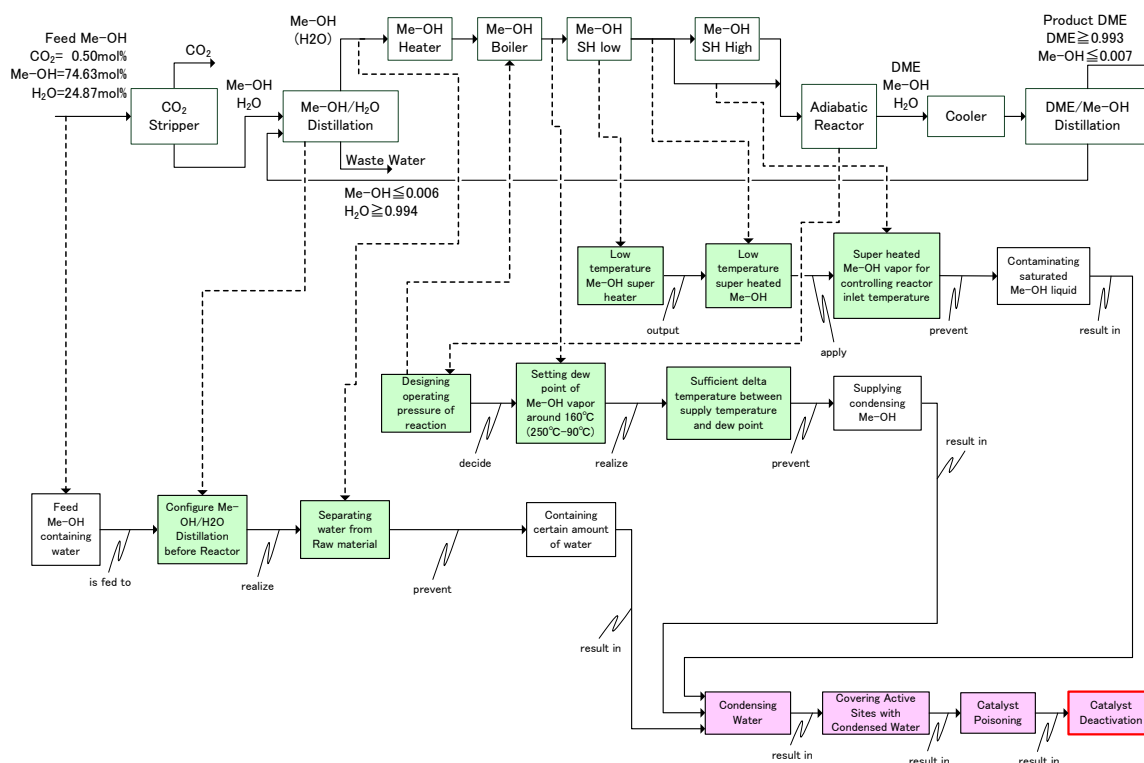 Feed Me-OH
CO₂= 0.50mol%
Me-OH=74.63mol%
H₂O=24.87mol%
CO₂
CO₂
Stripper
Me-OH
H₂O
Me-OH
(H2O)
Me-OH/H₂O
Distillation
Waste Water
Me-OH≦0.006
H₂O≧0.994
Me-OH
Heater
Me-OH
Boiler
Me-OH
SH low
Me-OH
SH High
Adiabatic
Reactor
DME
Me-OH
H₂O
Cooler
Product DME
DME≧0.993
Me-OH≦0.007
DME/Me-OH
Distillation
Low
temperature
Me-OH super
heater
output
Low
temperature
super heated
Me-OH
apply
Super heated
Me-OH vapor for
controlling reactor
inlet temperature
prevent
Contaminating
saturated
Me-OH liquid
result in
Designing
operating
pressure of
reaction
decide
Setting dew
point of
Me-OH vapor
around 160℃
(250℃-90℃)
realize
Sufficient delta
temperature between
supply temperature
and dew point
prevent
Supplying
condensing
Me-OH
result in
Feed
Me-OH
containing
water
is fed to
Configure Me-
OH/H2O
Distillation
before Reactor
realize
Separating
water from
Raw material
prevent
Containing
certain amount
of water
result in
Condensing
Water
result in
Covering Active
Sites with
Condensed Water
result in
Catalyst
Poisoning
result in
Catalyst
Deactivation